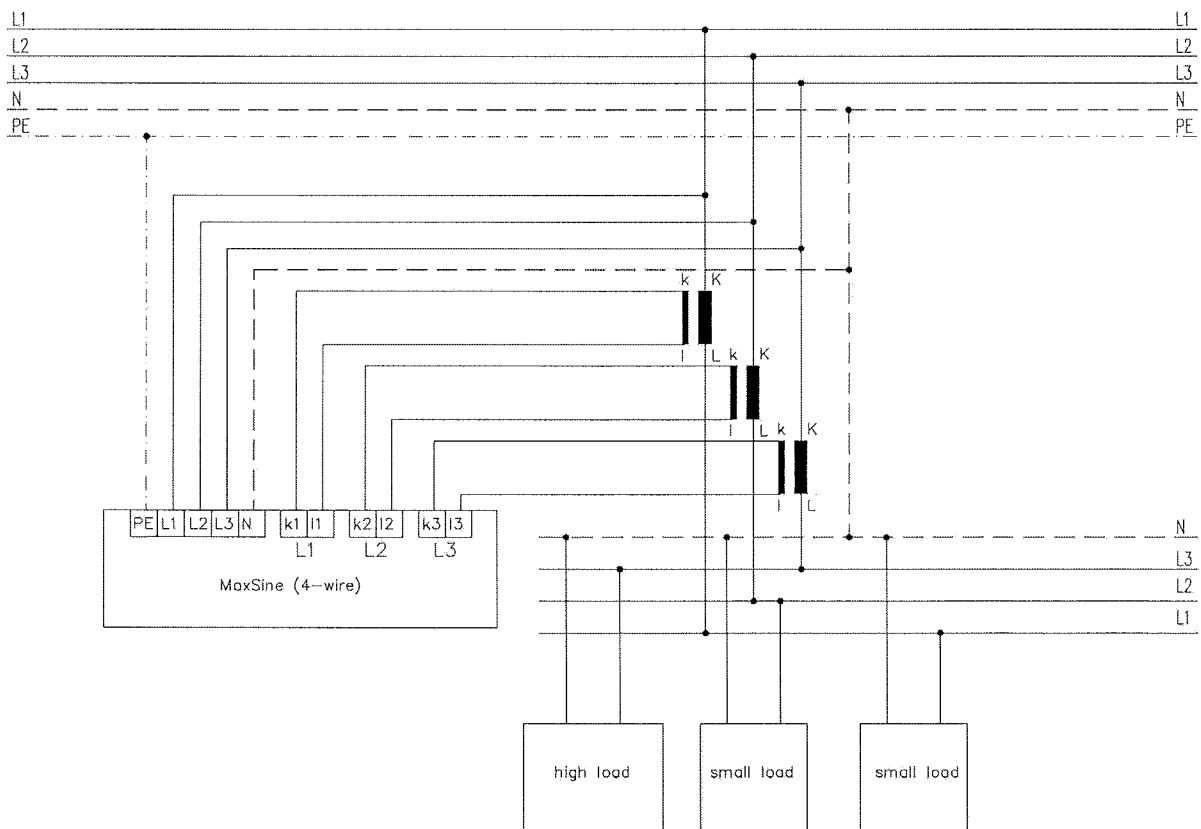 L1 L1
L2 L2
L3 L3
N N
PE PE
k K
l L k K
l L k K
l L
PE L1 L2 L3 N k1 l1 k2 l2 k3 l3
L1 L2 L3
MaxSine (4-wire)
N
L3
L2
L1
high load small load small load